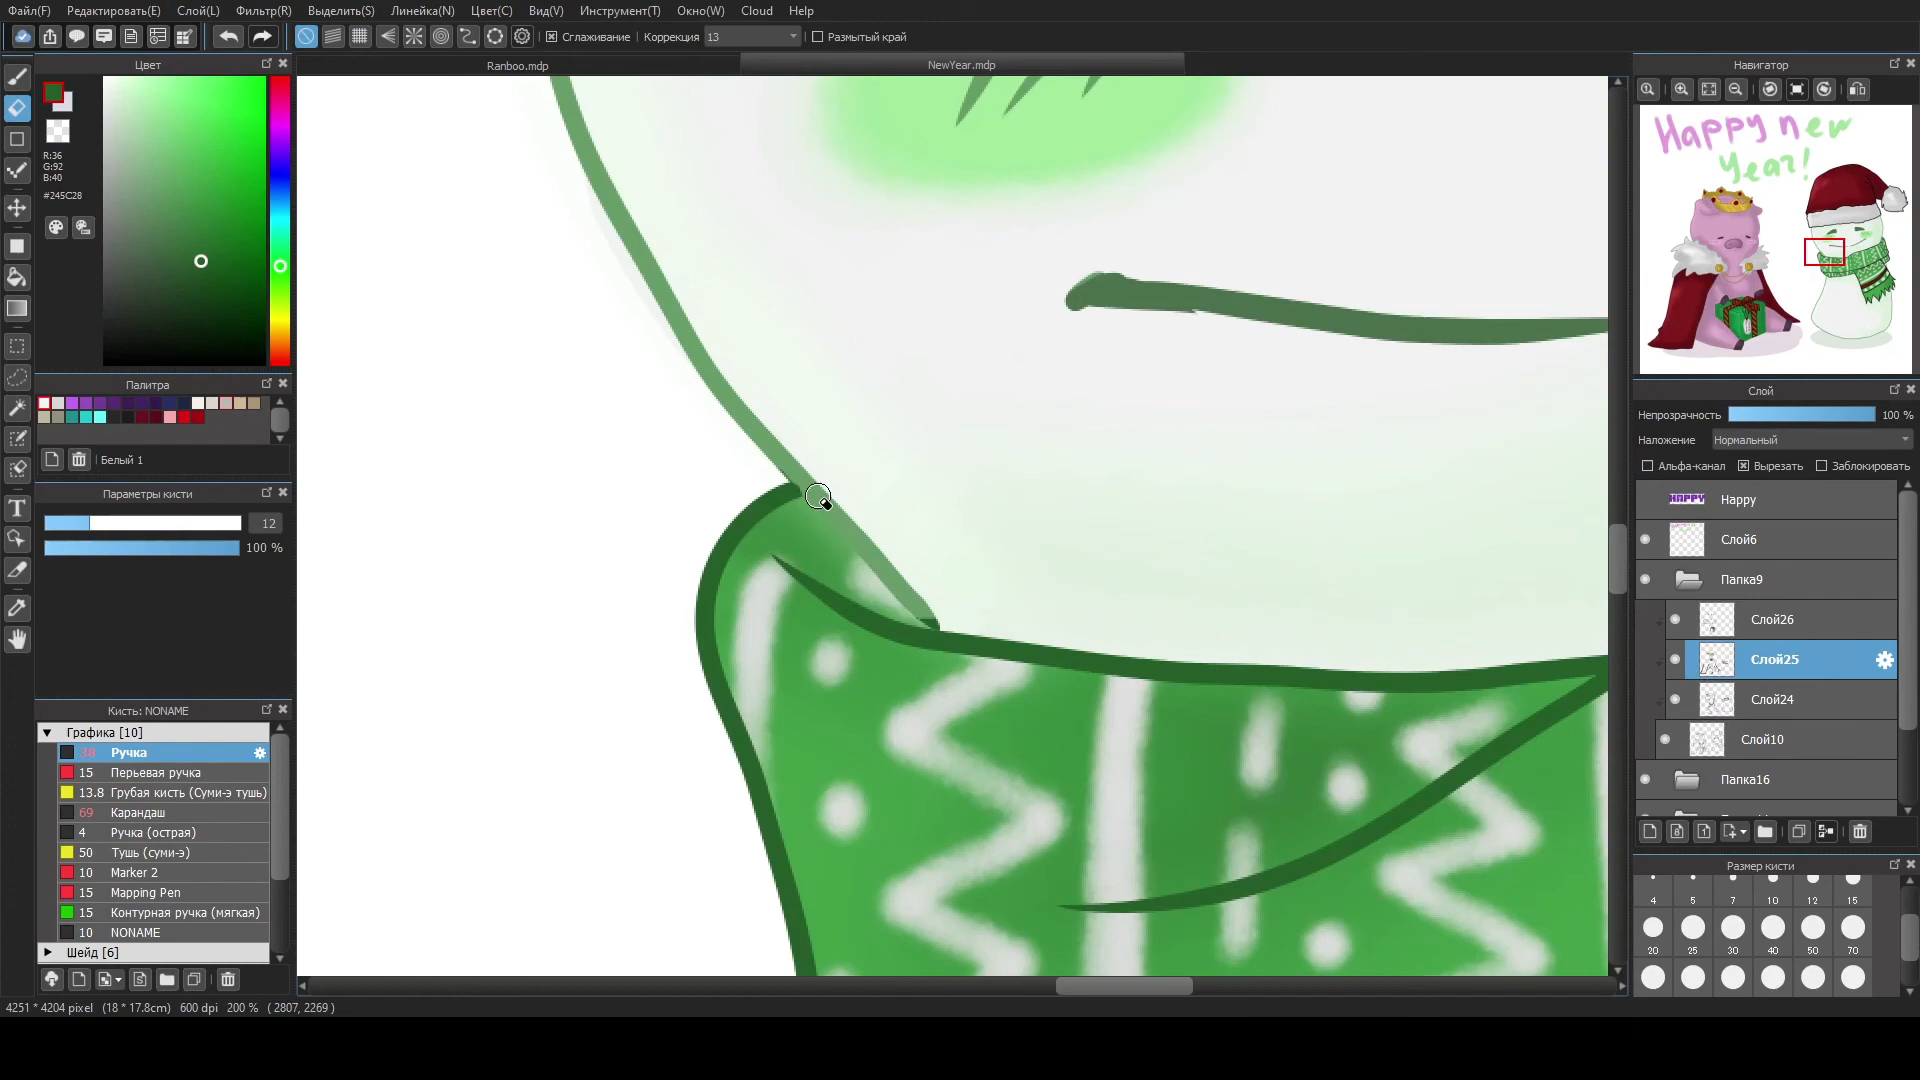 Файл(F) Редактировать(E) Слой(L) Фильтр(R) Выделить(S) Линейка(N) Цвет(C) Вид(V) Инструмент(T) Окно(W) Cloud Help
Сглаживание Коррекция 13 Размытый край
Цвет
R:36
G:92
B:40
#245C28
Палитра
Белый 1
Параметры кисти
12
100 %
Кисть: NONAME
Графика [10]
38 Ручка
15 Перьевая ручка
13.8 Грубая кисть (Суми-э тушь)
69 Карандаш
4 Ручка (острая)
50 Тушь (суми-э)
10 Marker 2
15 Mapping Pen
15 Контурная ручка (мягкая)
10 NONAME
Шейд [6]
Ranboo.mdp NewYear.mdp
Навигатор
Happy new
Year!
Слой
Непрозрачность 100 %
Наложение Нормальный
Альфа-канал Вырезать Заблокировать
HAPPY Happy
Слой6
Папка9
Слой26
Слой25
Слой24
Слой10
Папка16
Размер кисти
4 5 7 10 12 15
20 25 30 40 50 70
4251 * 4204 pixel (18 * 17.8cm) 600 dpi 200 % ( 2807, 2269 )